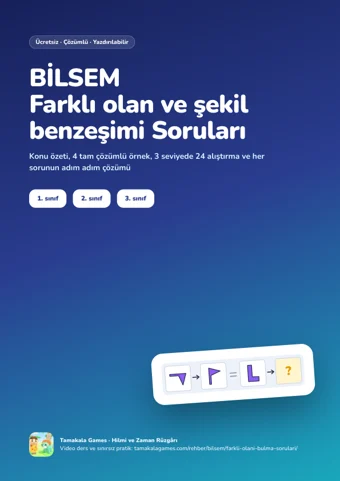 Ücretsiz · Çözümlü · Yazdırılabilir
BİLSEM
Farklı olan ve şekil
benzeşimi Soruları
Konu özeti, 4 tam çözümlü örnek, 3 seviyede 24 alıştırma ve her
sorunun adım adım çözümü
1. sınıf 2. sınıf 3. sınıf
→ = → ?
Tamakala Games · Hilmi ve Zaman Rüzgârı
Video ders ve sınırsız pratik: tamakalagames.com/rehber/bilsem/farkli-olani-bulma-sorulari/